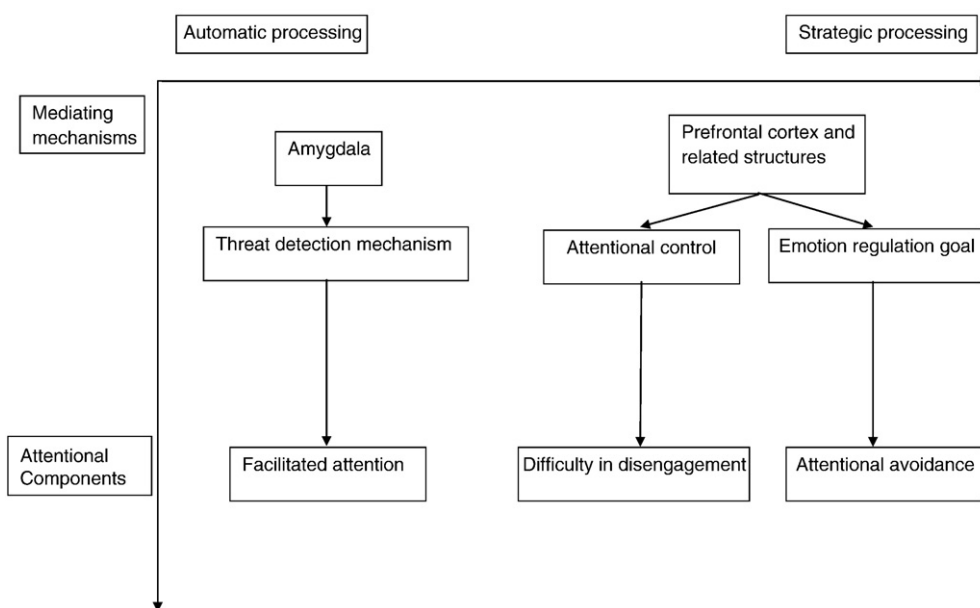 Automatic processing
Strategic processing
Mediating
mechanisms
Amygdala
Prefrontal cortex and
related structures
Threat detection mechanism
Attentional control
Emotion regulation goal
Attentional
Components
Facilitated attention
Difficulty in disengagement
Attentional avoidance